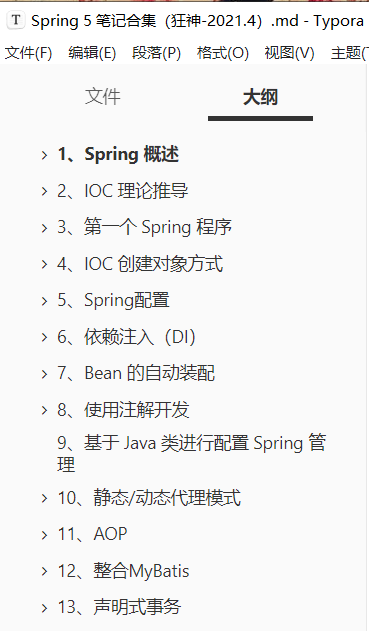 T Spring 5 笔记合集（狂神-2021.4）.md - Typora
文件(F) 编辑(E) 段落(P) 格式(O) 视图(V) 主题(T
文件 大纲
1、Spring 概述
2、IOC 理论推导
3、第一个 Spring 程序
4、IOC 创建对象方式
5、Spring配置
6、依赖注入（DI）
7、Bean 的自动装配
8、使用注解开发
9、基于 Java 类进行配置 Spring 管
理
10、静态/动态代理模式
11、AOP
12、整合MyBatis
13、声明式事务